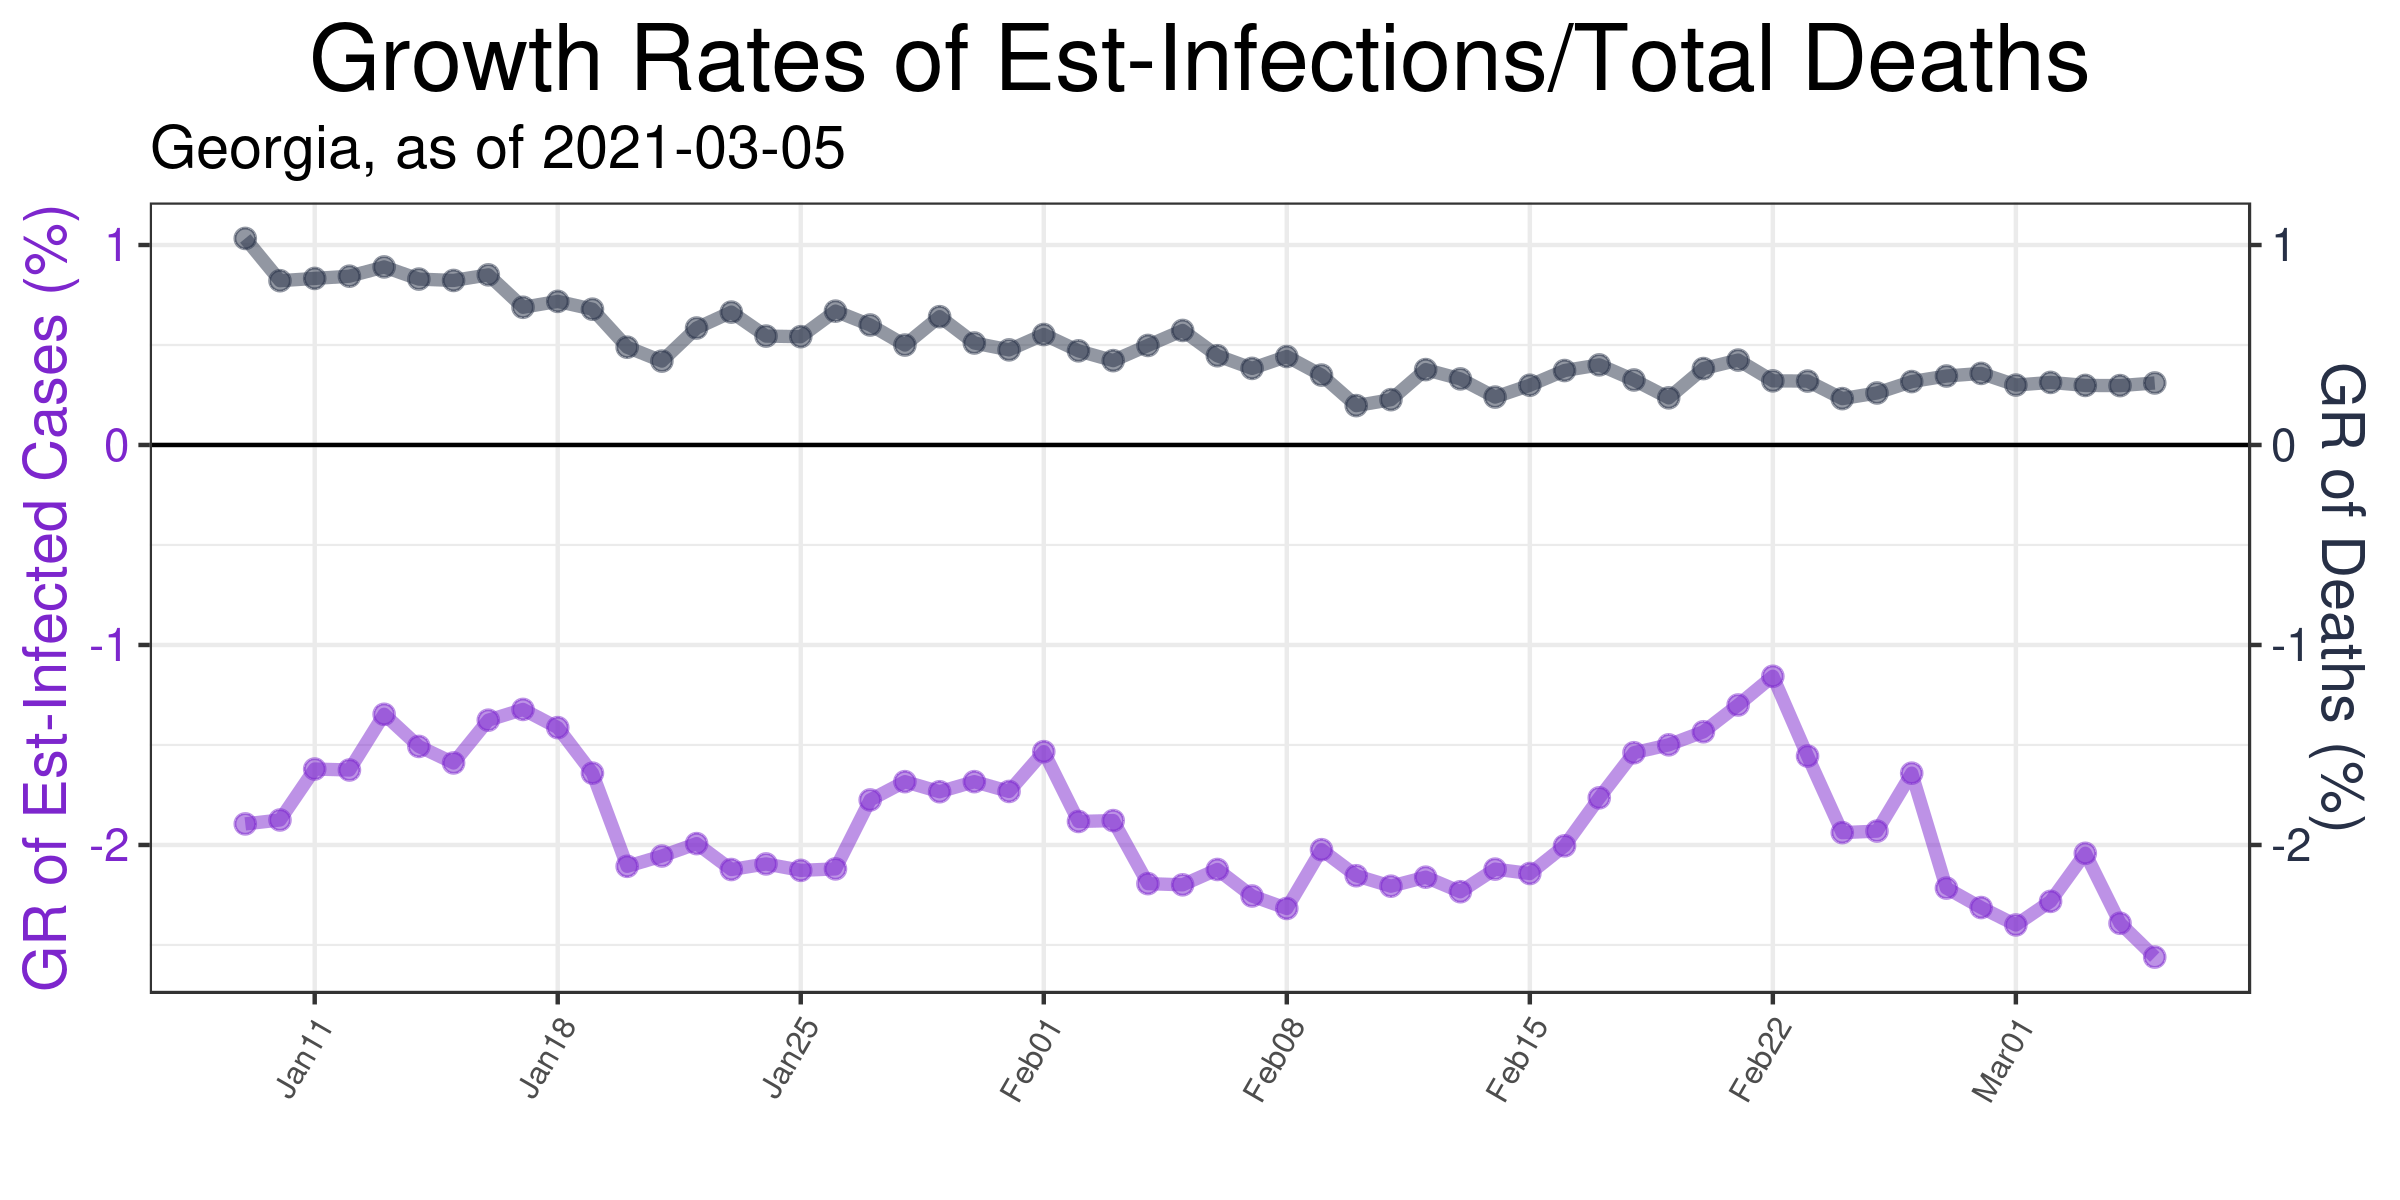 Growth Rates of Est-Infections/Total Deaths
Georgia, as of 2021-03-05
GR of Est-Infected Cases (%)
1
0
-1
-2
1
0
-1
-2
GR of Deaths (%)
Jan11
Jan18
Jan25
Feb01
Feb08
Feb15
Feb22
Mar01